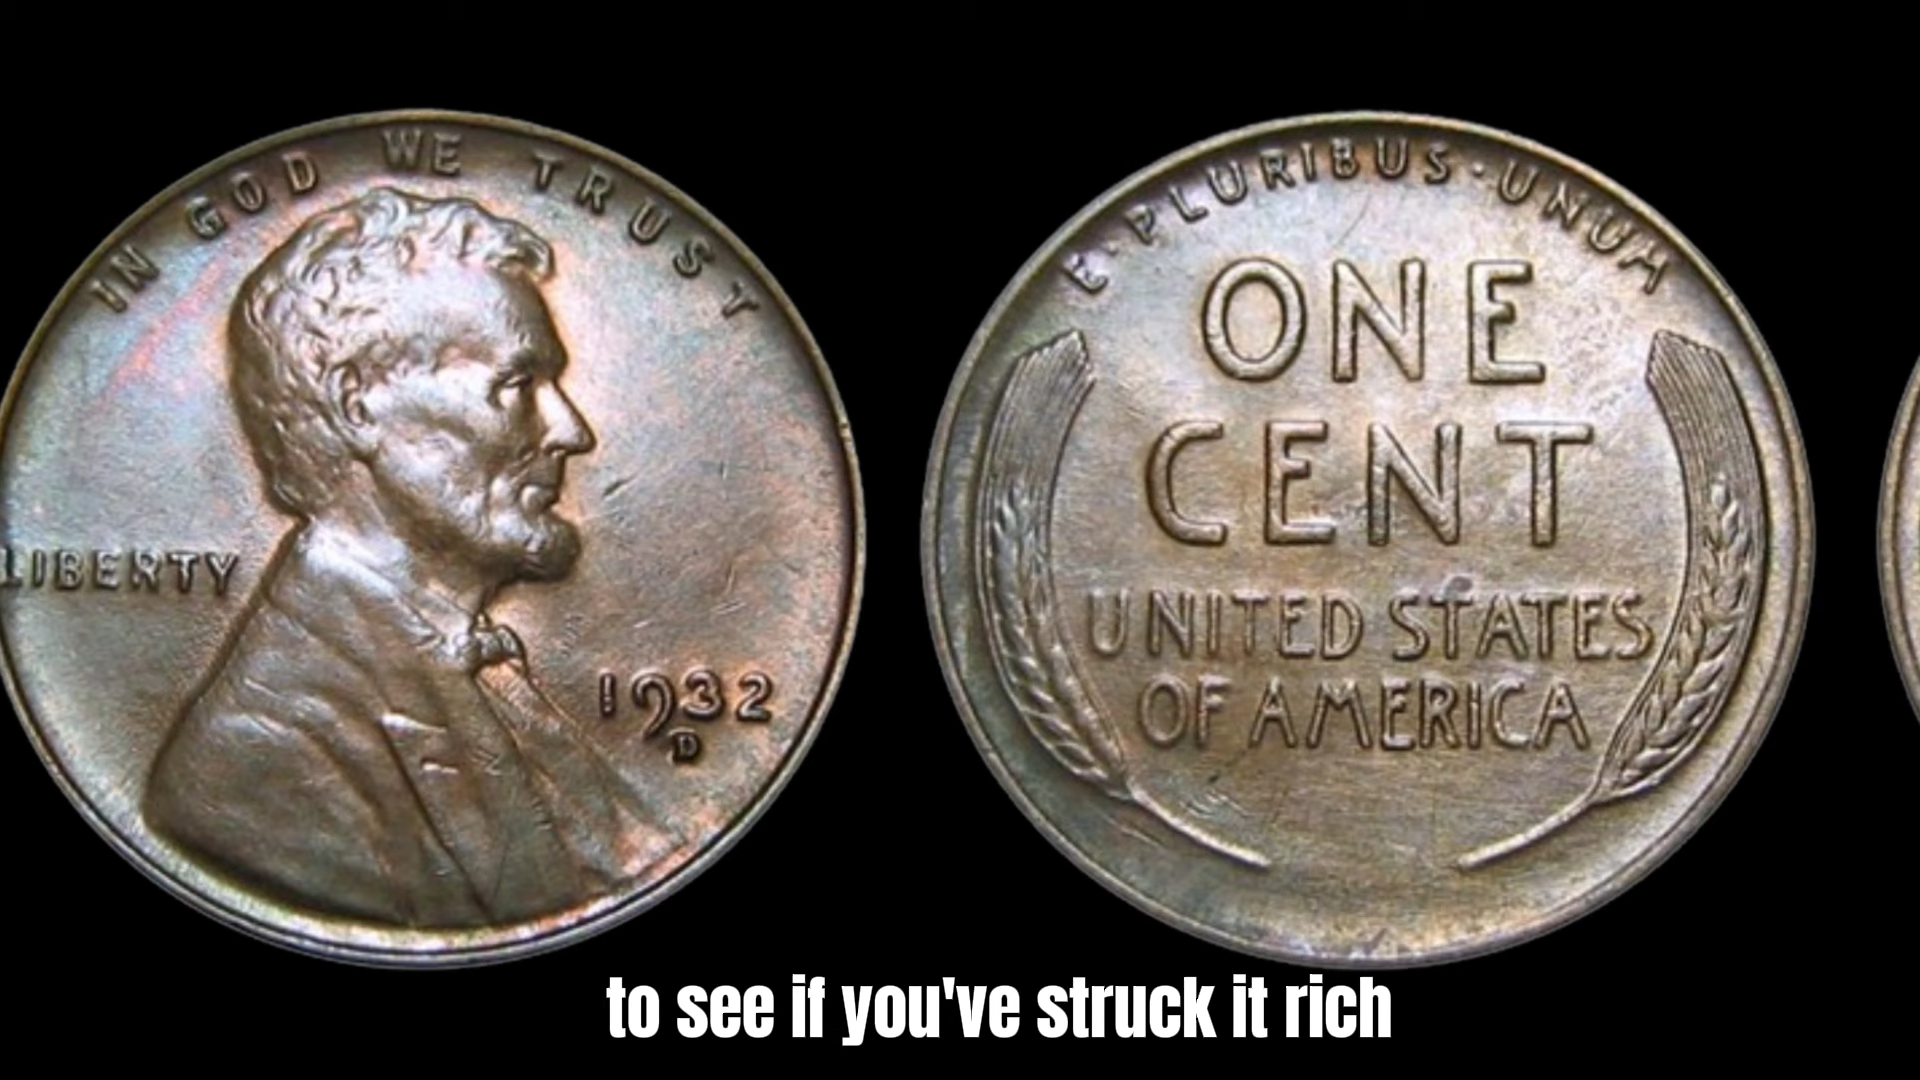 IN GOD WE TRUST
LIBERTY
1932
D
E·PLURIBUS·UNUM
ONE
CENT
UNITED STATES
OF AMERICA
to see if you've struck it rich